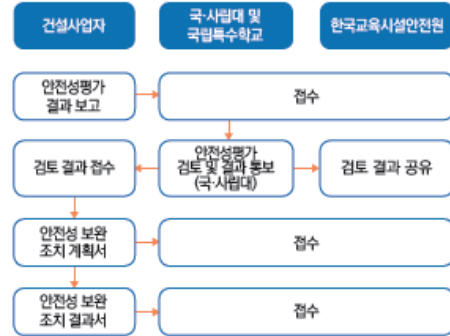 건설사업자
국·사립대 및
국립특수학교
한국교육시설안전원
안전성평가
결과 보고
접수
검토 결과 접수
안전성평가
검토 및 결과 통보
(국·사립대)
검토 결과 공유
안전성 보완
조치 계획서
접수
안전성 보완
조치 결과서
접수